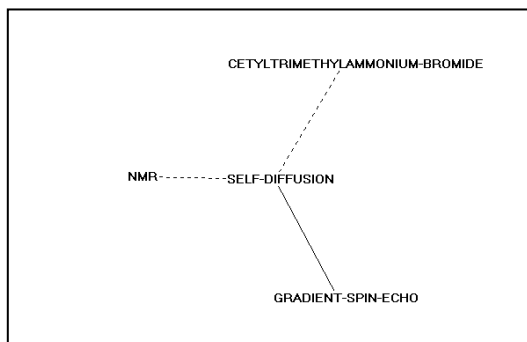 CETYLTRIMETHYLAMMONIUM-BROMIDE
NMR
SELF-DIFFUSION
GRADIENT-SPIN-ECHO